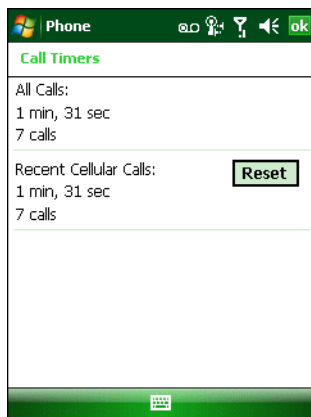 Phone
ok
Call Timers
All Calls:
1 min, 31 sec
7 calls
Recent Cellular Calls:
Reset
1 min, 31 sec
7 calls